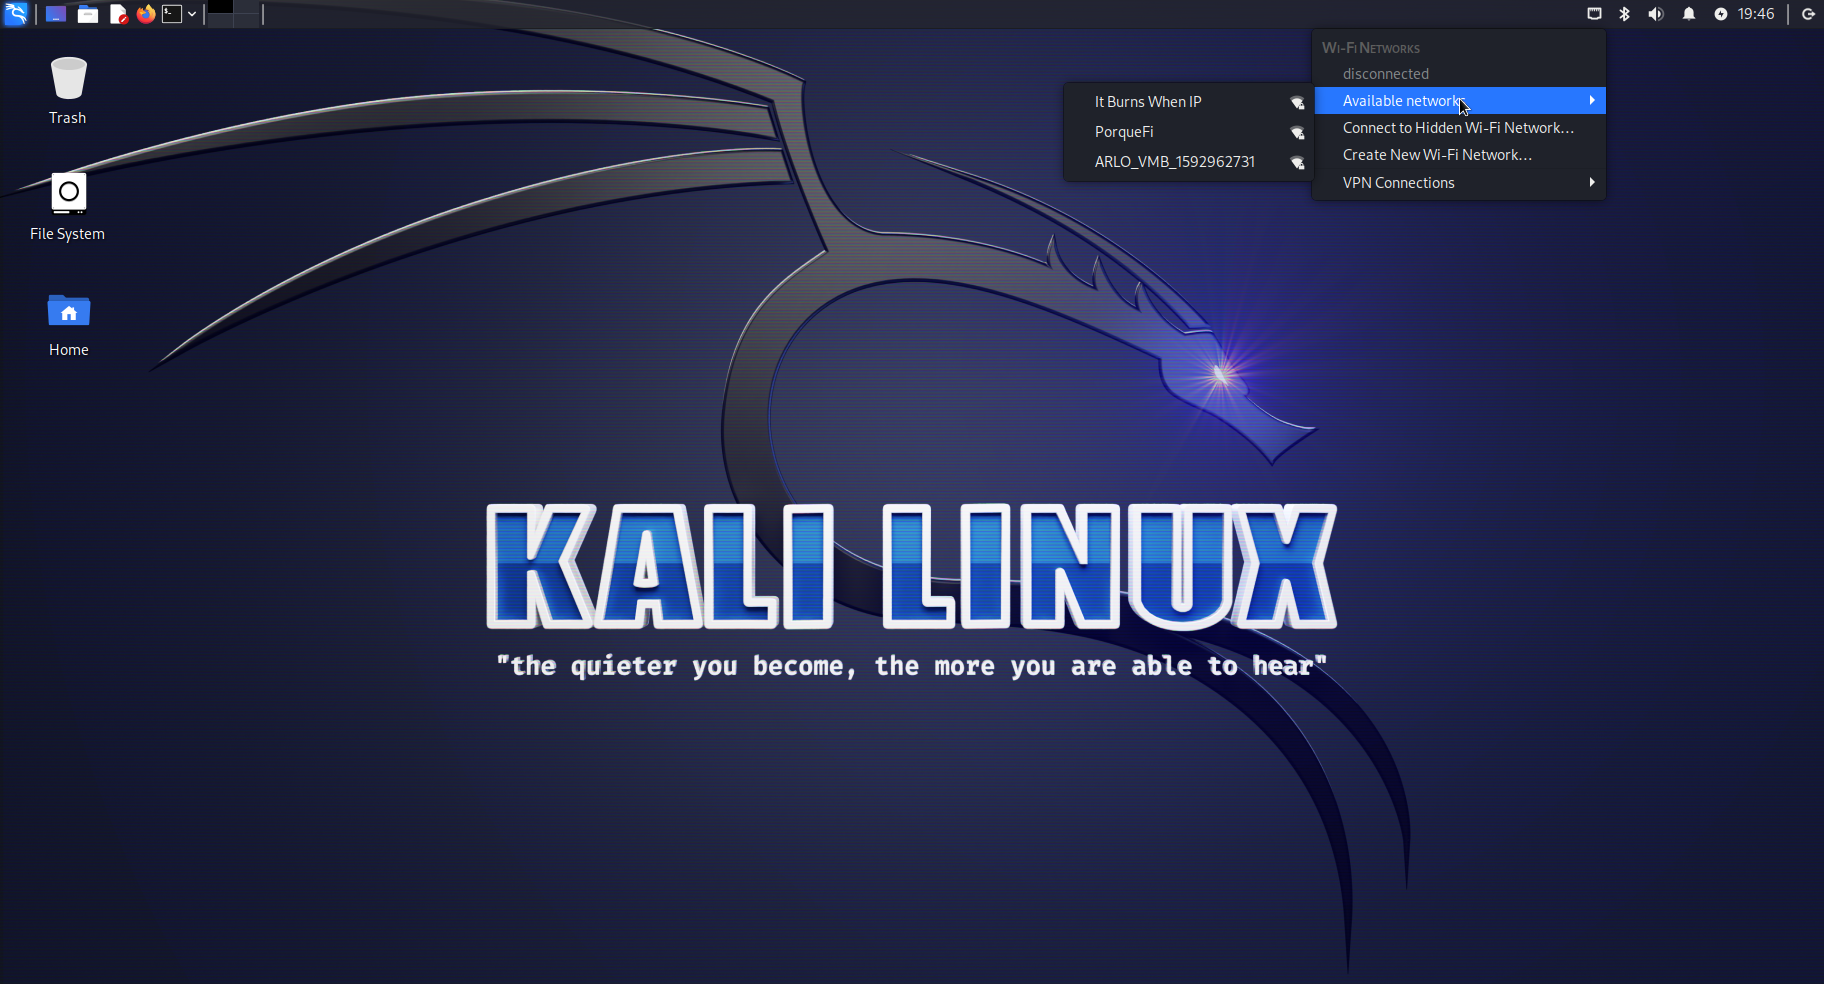 19:46
Wi-Fi Networks
disconnected
Available networks
Connect to Hidden Wi-Fi Network...
Create New Wi-Fi Network...
VPN Connections
It Burns When IP
PorqueFi
ARLO_VMB_1592962731
Trash
File System
Home
KALI LINUX
"the quieter you become, the more you are able to hear"